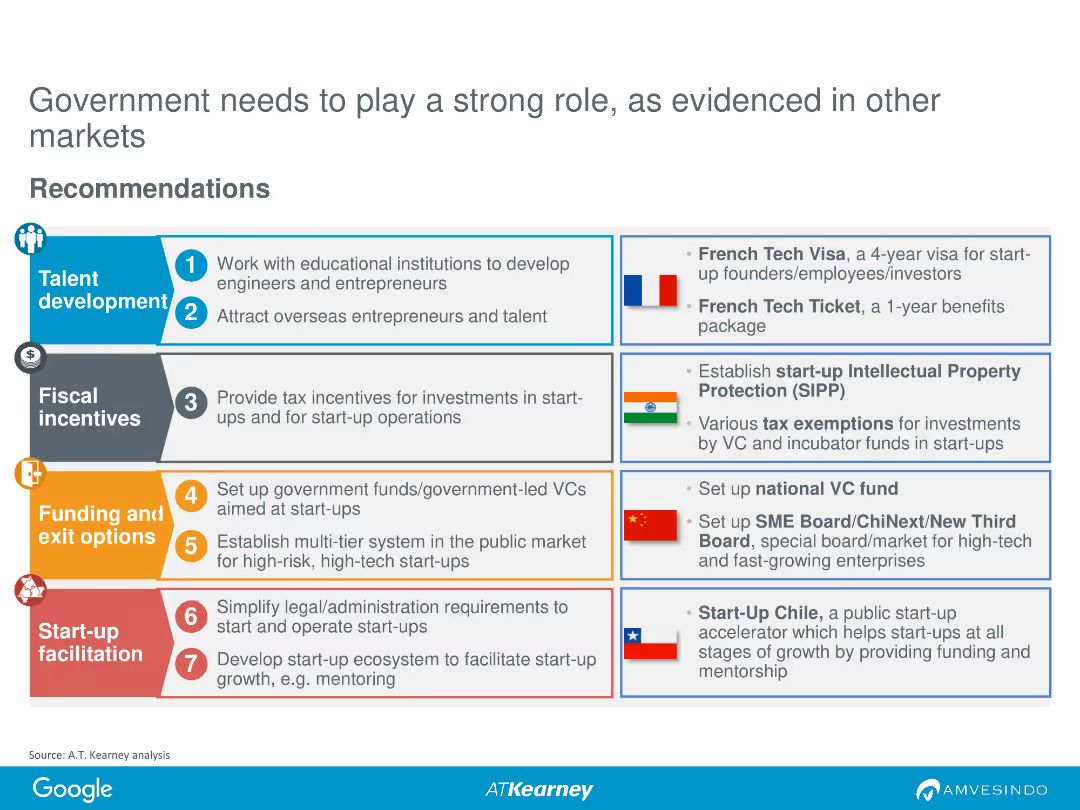 Government needs to play a strong role, as evidenced in other
markets
Recommendations
Talent
development
1
Work with educational institutions to develop
engineers and entrepreneurs
2
Attract overseas entrepreneurs and talent
• French Tech Visa, a 4-year visa for start-
up founders/employees/investors
• French Tech Ticket, a 1-year benefits
package
$
Fiscal
incentives
3
Provide tax incentives for investments in start-
ups and for start-up operations
• Establish start-up Intellectual Property
Protection (SIPP)
• Various tax exemptions for investments
by VC and incubator funds in start-ups
Funding and
exit options
4
Set up government funds/government-led VCs
aimed at start-ups
5
Establish multi-tier system in the public market
for high-risk, high-tech start-ups
• Set up national VC fund
• Set up SME Board/ChiNext/New Third
Board, special board/market for high-tech
and fast-growing enterprises
Start-up
facilitation
6
Simplify legal/administration requirements to
start and operate start-ups
7
Develop start-up ecosystem to facilitate start-up
growth, e.g. mentoring
• Start-Up Chile, a public start-up
accelerator which helps start-ups at all
stages of growth by providing funding and
mentorship
Source: A.T. Kearney analysis
Google
ATKearney
AMVESINDO